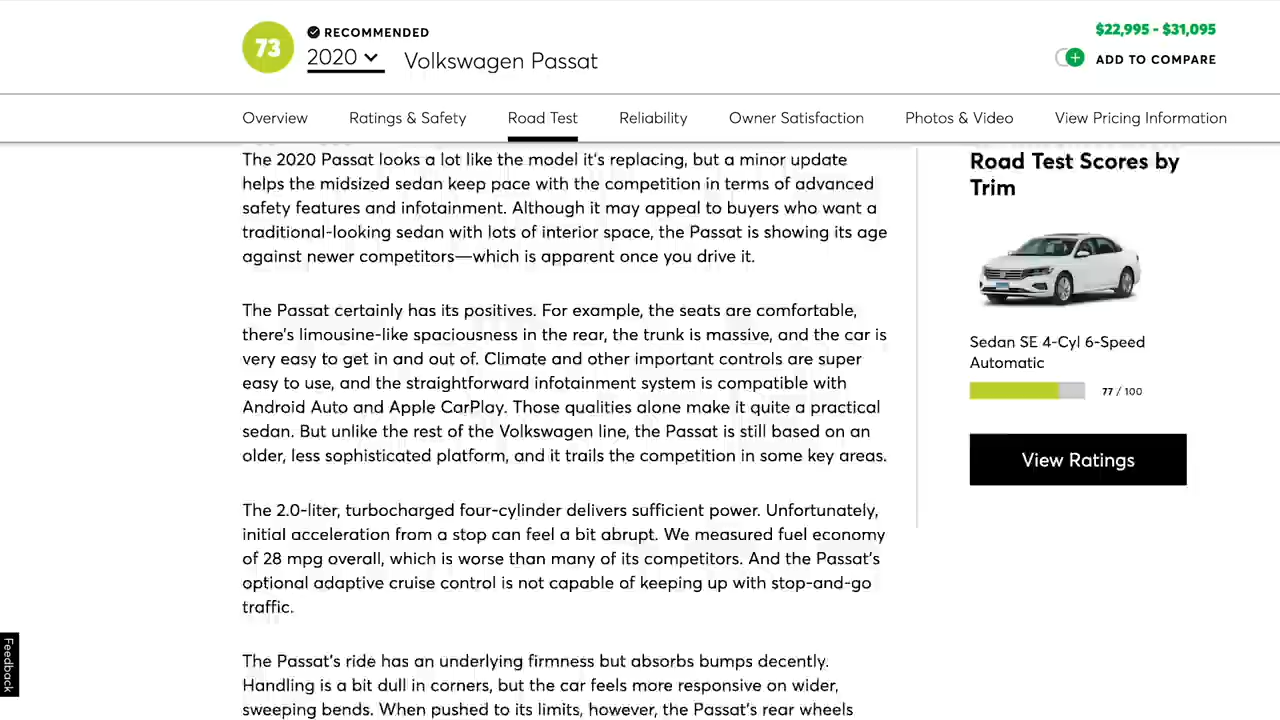 73
RECOMMENDED
2020
Volkswagen Passat
$22,995 - $31,095
ADD TO COMPARE
Overview
Ratings & Safety
Road Test
Reliability
Owner Satisfaction
Photos & Video
View Pricing Information
The 2020 Passat looks a lot like the model it's replacing, but a minor update
helps the midsized sedan keep pace with the competition in terms of advanced
safety features and infotainment. Although it may appeal to buyers who want a
traditional-looking sedan with lots of interior space, the Passat is showing its age
against newer competitors—which is apparent once you drive it.
The Passat certainly has its positives. For example, the seats are comfortable,
there's limousine-like spaciousness in the rear, the trunk is massive, and the car is
very easy to get in and out of. Climate and other important controls are super
easy to use, and the straightforward infotainment system is compatible with
Android Auto and Apple CarPlay. Those qualities alone make it quite a practical
sedan. But unlike the rest of the Volkswagen line, the Passat is still based on an
older, less sophisticated platform, and it trails the competition in some key areas.
The 2.0-liter, turbocharged four-cylinder delivers sufficient power. Unfortunately,
initial acceleration from a stop can feel a bit abrupt. We measured fuel economy
of 28 mpg overall, which is worse than many of its competitors. And the Passat's
optional adaptive cruise control is not capable of keeping up with stop-and-go
traffic.
The Passat's ride has an underlying firmness but absorbs bumps decently.
Handling is a bit dull in corners, but the car feels more responsive on wider,
sweeping bends. When pushed to its limits, however, the Passat's rear wheels
Road Test Scores by
Trim
Sedan SE 4-Cyl 6-Speed
Automatic
77 / 100
View Ratings
Feedback